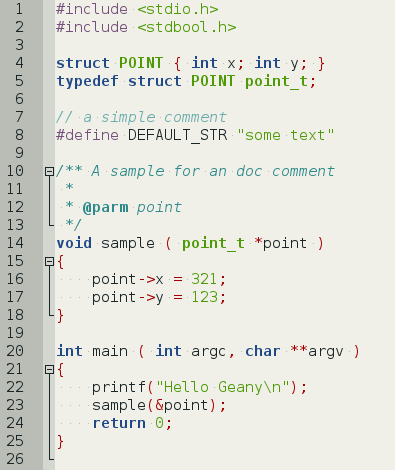 1 #include <stdio.h>
2 #include <stdbool.h>
3
4 struct POINT { int x; int y; }
5 typedef struct POINT point_t;
6
7 // a simple comment
8 #define DEFAULT_STR "some text"
9
10 /** A sample for an doc comment
11  *
12  * @parm point
13  */
14 void sample ( point_t *point )
15 {
16     point->x = 321;
17     point->y = 123;
18 }
19
20 int main ( int argc, char **argv )
21 {
22     printf("Hello Geany\n");
23     sample(&point);
24     return 0;
25 }
26